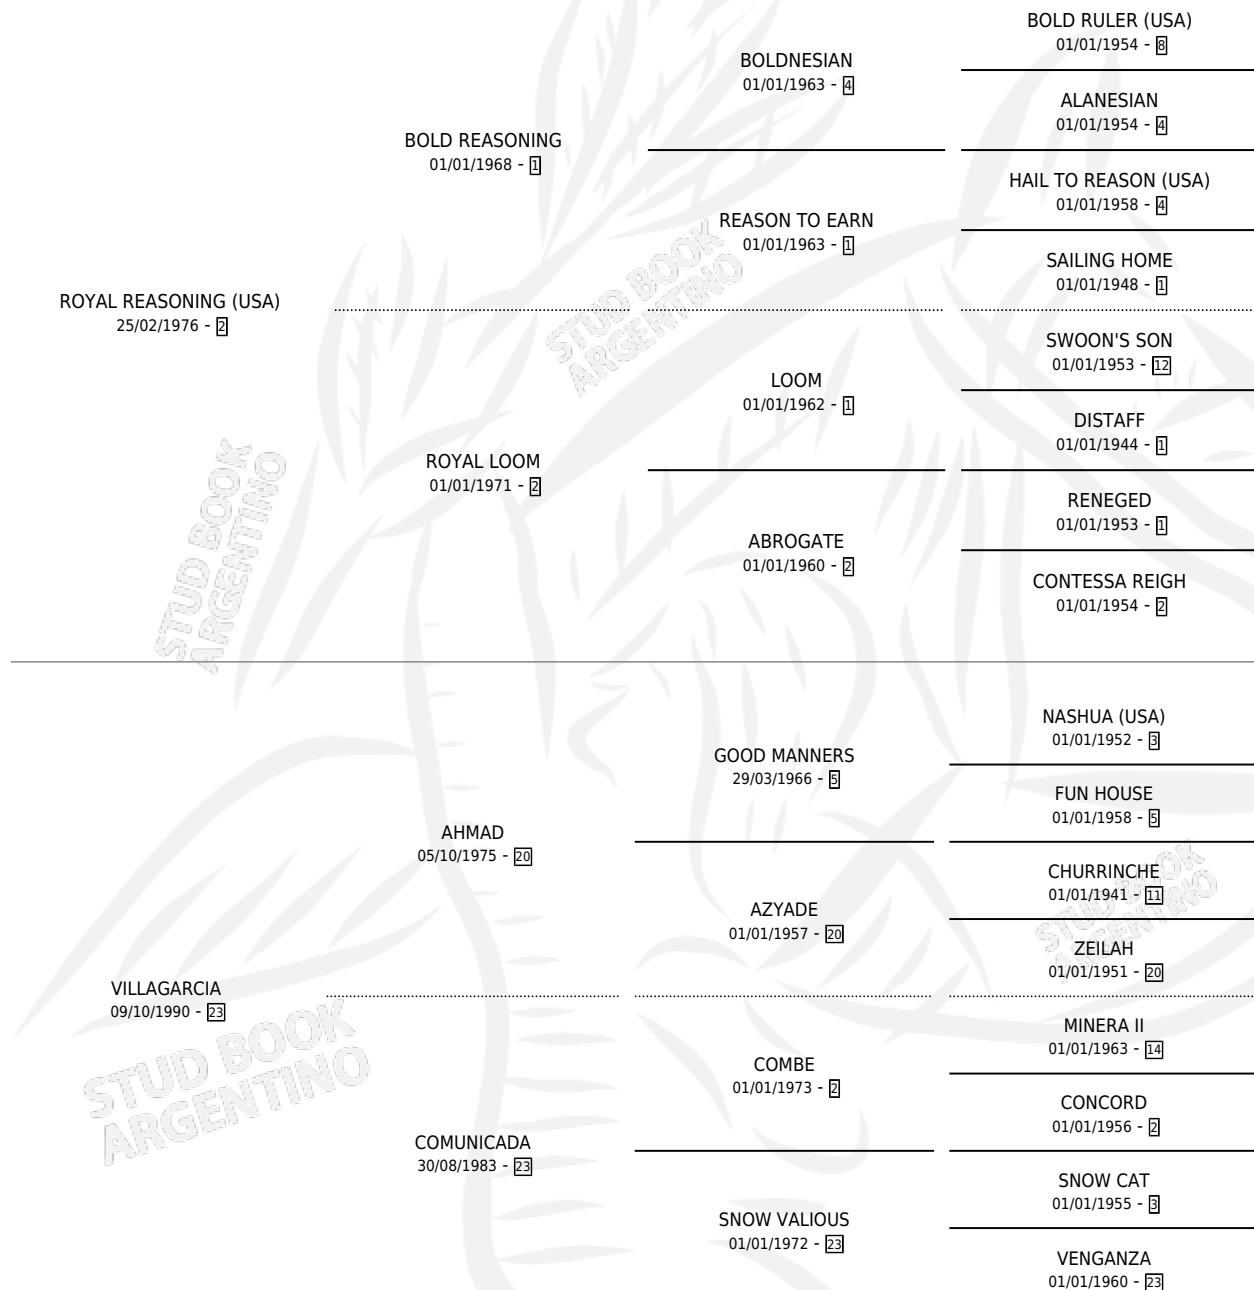 BOLD RULER (USA)
01/01/1954 - 8
BOLDNESIAN
01/01/1963 - 4
ALANESIAN
01/01/1954 - 4
BOLD REASONING
01/01/1968 - 1
HAIL TO REASON (USA)
01/01/1958 - 4
REASON TO EARN
01/01/1963 - 1
SAILING HOME
01/01/1948 - 1
ROYAL REASONING (USA)
25/02/1976 - 2
SWOON'S SON
01/01/1953 - 12
LOOM
01/01/1962 - 1
DISTAFF
01/01/1944 - 1
ROYAL LOOM
01/01/1971 - 2
RENEGED
01/01/1953 - 1
ABROGATE
01/01/1960 - 2
CONTESSA REIGH
01/01/1954 - 2
NASHUA (USA)
01/01/1952 - 3
GOOD MANNERS
29/03/1966 - 5
FUN HOUSE
01/01/1958 - 5
AHMAD
05/10/1975 - 20
CHURRINCHE
01/01/1941 - 11
AZYADE
01/01/1957 - 20
ZEILAH
01/01/1951 - 20
VILLAGARCIA
09/10/1990 - 23
MINERA II
01/01/1963 - 14
COMBE
01/01/1973 - 2
CONCORD
01/01/1956 - 2
COMUNICADA
30/08/1983 - 23
SNOW CAT
01/01/1955 - 3
SNOW VALIOUS
01/01/1972 - 23
VENGANZA
01/01/1960 - 23
STUD BOOK
ARGENTINO
STUD BOOK
ARGENTINO
STUD BOOK
ARGENTINO
STUD BOOK
ARGENTINO